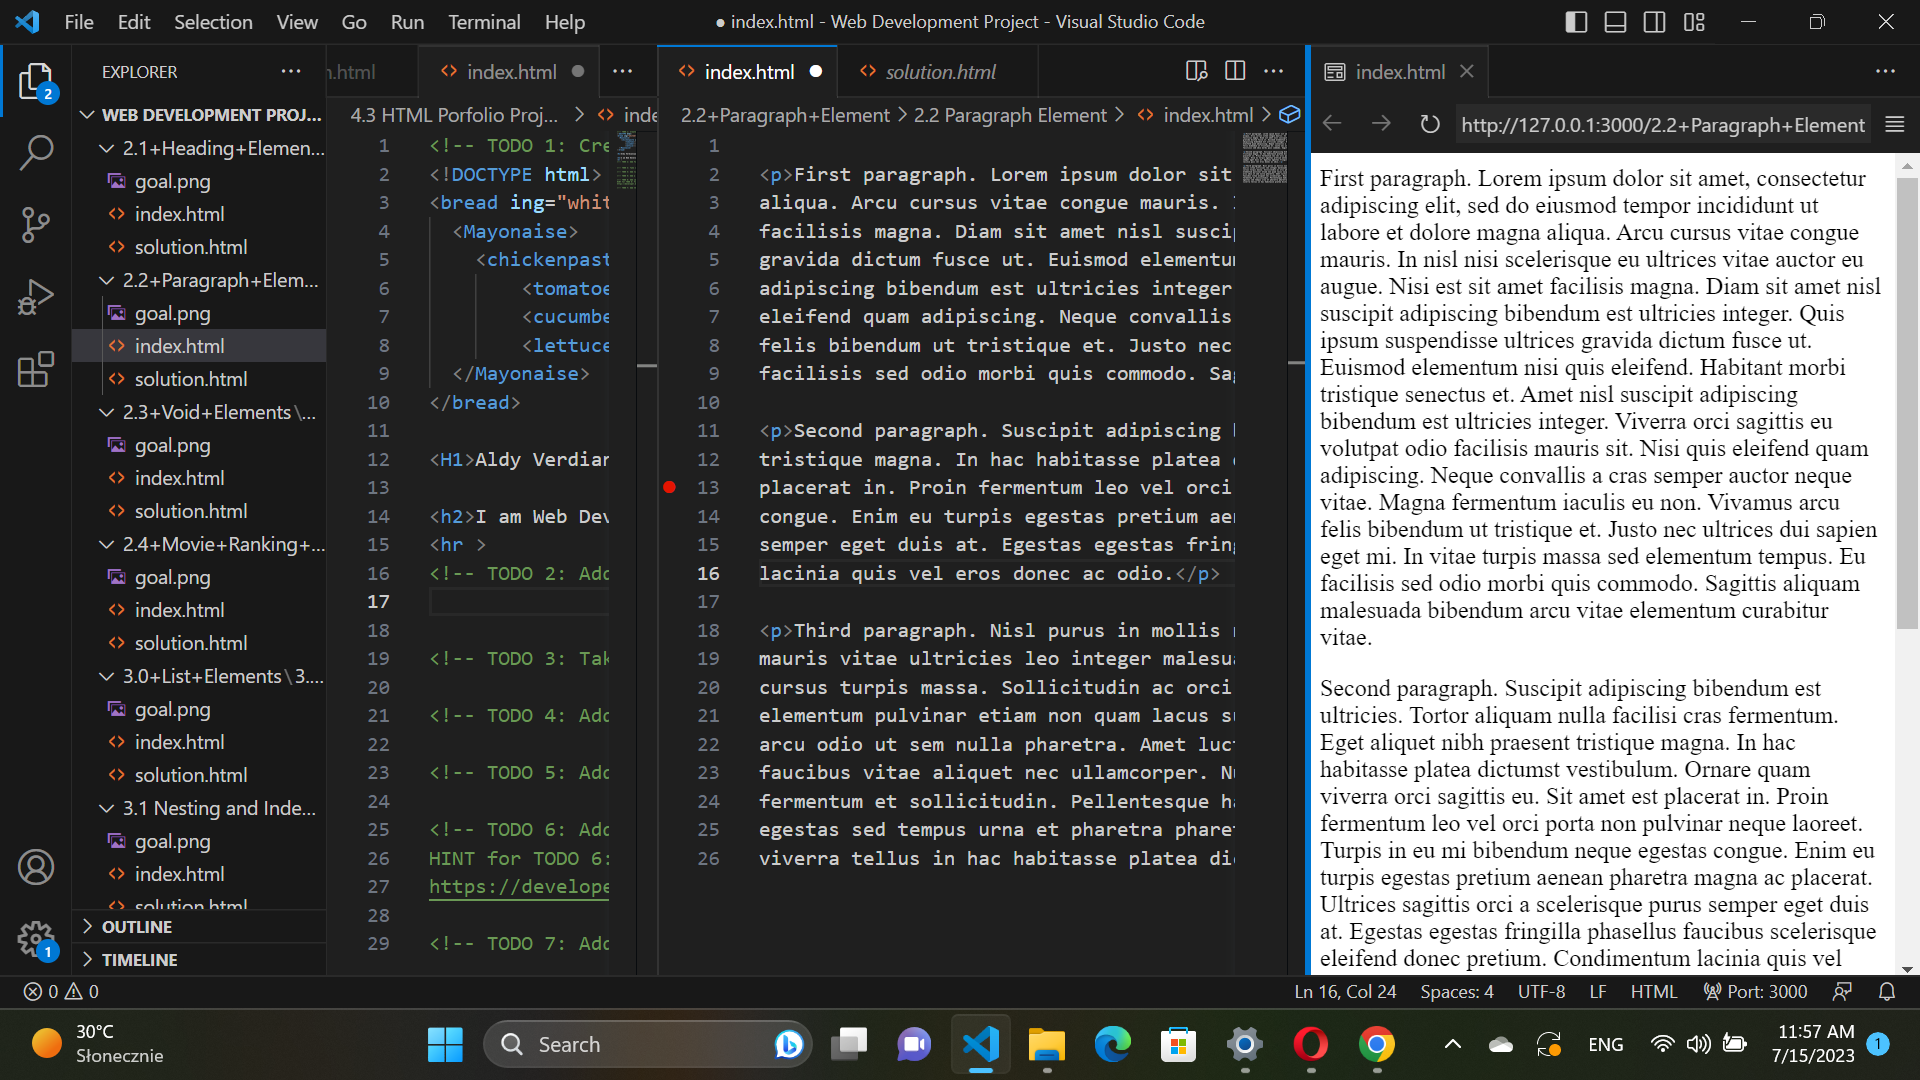 File Edit Selection View Go Run Terminal Help
● index.html - Web Development Project - Visual Studio Code
EXPLORER
WEB DEVELOPMENT PROJ...
2.1+Heading+Elemen...
goal.png
index.html
solution.html
2.2+Paragraph+Elem...
goal.png
index.html
solution.html
2.3+Void+Elements\...
goal.png
index.html
solution.html
2.4+Movie+Ranking+...
goal.png
index.html
solution.html
3.0+List+Elements\3....
goal.png
index.html
solution.html
3.1 Nesting and Inde...
goal.png
index.html
solution.html
OUTLINE
TIMELINE
2
1
.html
index.html
4.3 HTML Porfolio Proj... > inde
1 <!-- TODO 1: Cre
2 <!DOCTYPE html>
3 <bread ing="whit
4 <Mayonaise>
5 <chickenpast
6 <tomatoe
7 <cucumbe
8 <lettuce
9 </Mayonaise>
10 </bread>
11
12 <H1>Aldy Verdian
13
14 <h2>I am Web Dev
15 <hr >
16 <!-- TODO 2: Add
17
18
19 <!-- TODO 3: Tak
20
21 <!-- TODO 4: Add
22
23 <!-- TODO 5: Add
24
25 <!-- TODO 6: Add
26 HINT for TODO 6:
27 https://develope
28
29 <!-- TODO 7: Add
index.html
solution.html
2.2+Paragraph+Element > 2.2 Paragraph Element > index.html >
1
2 <p>First paragraph. Lorem ipsum dolor sit
3 aliqua. Arcu cursus vitae congue mauris.
4 facilisis magna. Diam sit amet nisl suscip
5 gravida dictum fusce ut. Euismod elementum
6 adipiscing bibendum est ultricies integer
7 eleifend quam adipiscing. Neque convallis
8 felis bibendum ut tristique et. Justo nec
9 facilisis sed odio morbi quis commodo. Sag
10
11 <p>Second paragraph. Suscipit adipiscing
12 tristique magna. In hac habitasse platea
13 placerat in. Proin fermentum leo vel orci
14 congue. Enim eu turpis egestas pretium aen
15 semper eget duis at. Egestas egestas fring
16 lacinia quis vel eros donec ac odio.</p>
17
18 <p>Third paragraph. Nisl purus in mollis
19 mauris vitae ultricies leo integer malesua
20 cursus turpis massa. Sollicitudin ac orci
21 elementum pulvinar etiam non quam lacus su
22 arcu odio ut sem nulla pharetra. Amet luct
23 faucibus vitae aliquet nec ullamcorper. Nu
24 fermentum et sollicitudin. Pellentesque ha
25 egestas sed tempus urna et pharetra pharet
26 viverra tellus in hac habitasse platea dic
index.html
http://127.0.0.1:3000/2.2+Paragraph+Element
First paragraph. Lorem ipsum dolor sit amet, consectetur
adipiscing elit, sed do eiusmod tempor incididunt ut
labore et dolore magna aliqua. Arcu cursus vitae congue
mauris. In nisl nisi scelerisque eu ultrices vitae auctor eu
augue. Nisi est sit amet facilisis magna. Diam sit amet nisl
suscipit adipiscing bibendum est ultricies integer. Quis
ipsum suspendisse ultrices gravida dictum fusce ut.
Euismod elementum nisi quis eleifend. Habitant morbi
tristique senectus et. Amet nisl suscipit adipiscing
bibendum est ultricies integer. Viverra orci sagittis eu
volutpat odio facilisis mauris sit. Nisi quis eleifend quam
adipiscing. Neque convallis a cras semper auctor neque
vitae. Magna fermentum iaculis eu non. Vivamus arcu
felis bibendum ut tristique et. Justo nec ultrices dui sapien
eget mi. In vitae turpis massa sed elementum tempus. Eu
facilisis sed odio morbi quis commodo. Sagittis aliquam
malesuada bibendum arcu vitae elementum curabitur
vitae.
Second paragraph. Suscipit adipiscing bibendum est
ultricies. Tortor aliquam nulla facilisi cras fermentum.
Eget aliquet nibh praesent tristique magna. In hac
habitasse platea dictumst vestibulum. Ornare quam
viverra orci sagittis eu. Sit amet est placerat in. Proin
fermentum leo vel orci porta non pulvinar neque laoreet.
Turpis in eu mi bibendum neque egestas congue. Enim eu
turpis egestas pretium aenean pharetra magna ac placerat.
Ultrices sagittis orci a scelerisque purus semper eget duis
at. Egestas egestas fringilla phasellus faucibus scelerisque
eleifend donec pretium. Condimentum lacinia quis vel
0 0
Ln 16, Col 24 Spaces: 4 UTF-8 LF HTML Port: 3000
30°C
Słonecznie
Search
ENG
11:57 AM
7/15/2023
1